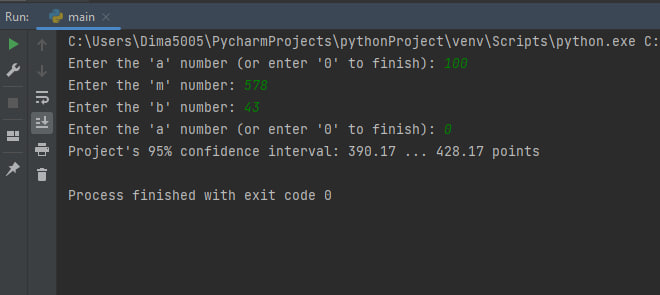 Run: main
C:\Users\Dima5005\PycharmProjects\pythonProject\venv\Scripts\python.exe C:
Enter the 'a' number (or enter '0' to finish): 100
Enter the 'm' number: 578
Enter the 'b' number: 43
Enter the 'a' number (or enter '0' to finish): 0
Project's 95% confidence interval: 390.17 ... 428.17 points
Process finished with exit code 0